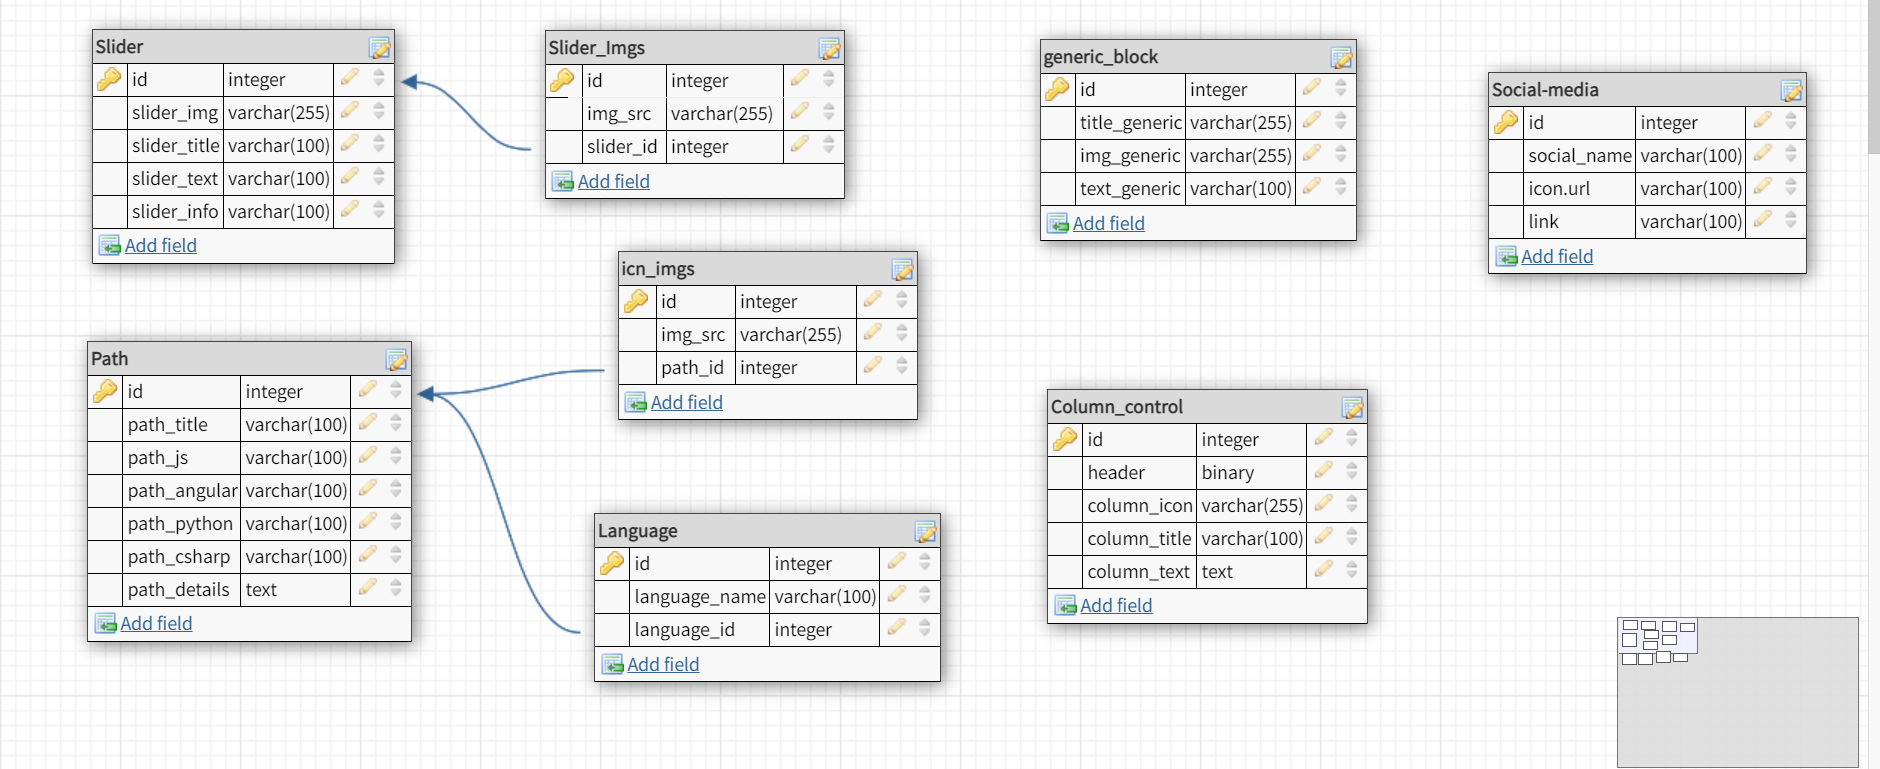 Slider
id integer
slider_img varchar(255)
slider_title varchar(100)
slider_text varchar(100)
slider_info varchar(100)
Add field
Slider_Imgs
id integer
img_src varchar(255)
slider_id integer
Add field
generic_block
id integer
title_generic varchar(255)
img_generic varchar(255)
text_generic varchar(100)
Add field
Social-media
id integer
social_name varchar(100)
icon.url varchar(100)
link varchar(100)
Add field
icn_imgs
id integer
img_src varchar(255)
path_id integer
Add field
Path
id integer
path_title varchar(100)
path_js varchar(100)
path_angular varchar(100)
path_python varchar(100)
path_csharp varchar(100)
path_details text
Add field
Language
id integer
language_name varchar(100)
language_id integer
Add field
Column_control
id integer
header binary
column_icon varchar(255)
column_title varchar(100)
column_text text
Add field